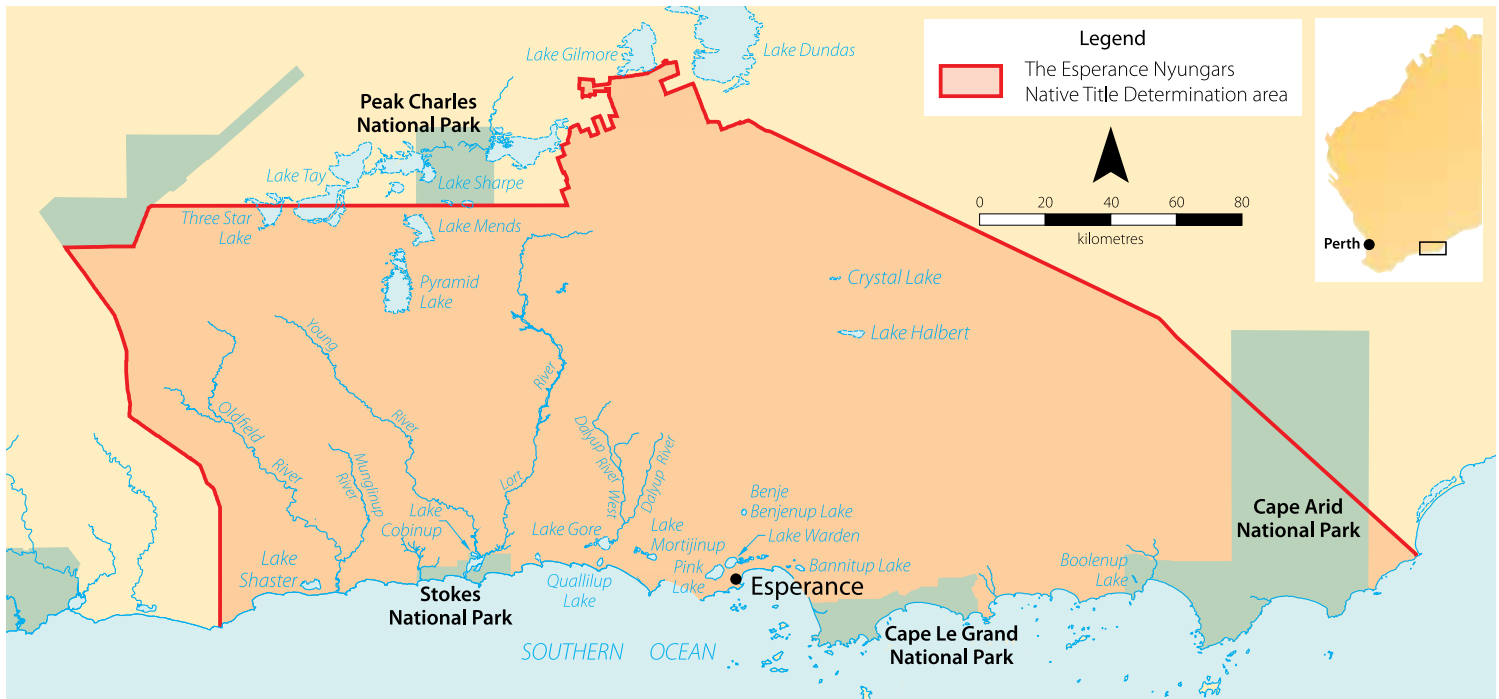 Lake Gilmore
Lake Dundas
Legend
The Esperance Nyungars
Native Title Determination area
Peak Charles
National Park
Lake Tay
Lake Sharpe
Three Star
Lake
Lake Mends
Pyramid
Lake
0 20 40 60 80
kilometres
Perth
Crystal Lake
Lake Halbert
Young
River
River
Lort
Oldfield
River
Munglinup
River
Dalyup
River West
Dalyup River
Lake
Cobinup
Lake
Shaster
Stokes
National Park
Lake Gore
Quallilup
Lake
Lake
Mortijinup
Pink
Lake
Benje
Benjenup Lake
Lake Warden
Bannitup Lake
Esperance
Boolenup
Lake
Cape Arid
National Park
Cape Le Grand
National Park
SOUTHERN OCEAN